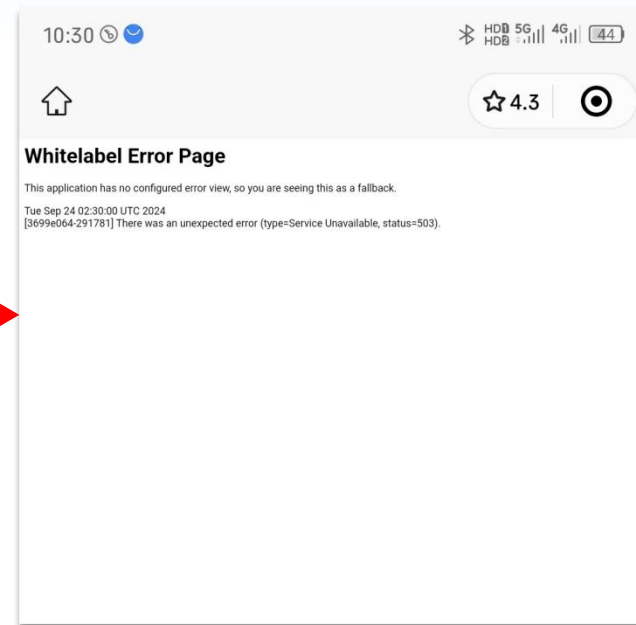 10:30 HD1 5G 4G 44
HD2
4.3
Whitelabel Error Page
This application has no configured error view, so you are seeing this as a fallback.
Tue Sep 24 02:30:00 UTC 2024
[3699e064-291781] There was an unexpected error (type=Service Unavailable, status=503).